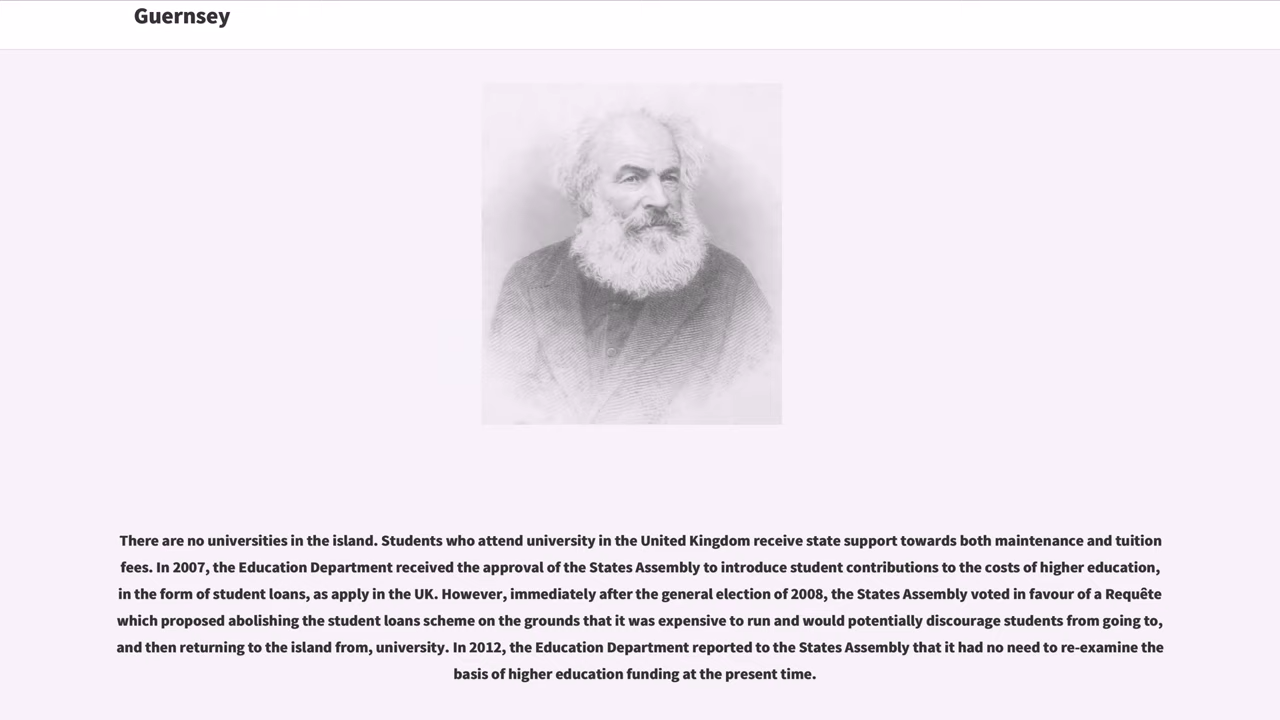 Guernsey
There are no universities in the island. Students who attend university in the United Kingdom receive state support towards both maintenance and tuition
fees. In 2007, the Education Department received the approval of the States Assembly to introduce student contributions to the costs of higher education,
in the form of student loans, as apply in the UK. However, immediately after the general election of 2008, the States Assembly voted in favour of a Requête
which proposed abolishing the student loans scheme on the grounds that it was expensive to run and would potentially discourage students from going to,
and then returning to the island from, university. In 2012, the Education Department reported to the States Assembly that it had no need to re-examine the
basis of higher education funding at the present time.